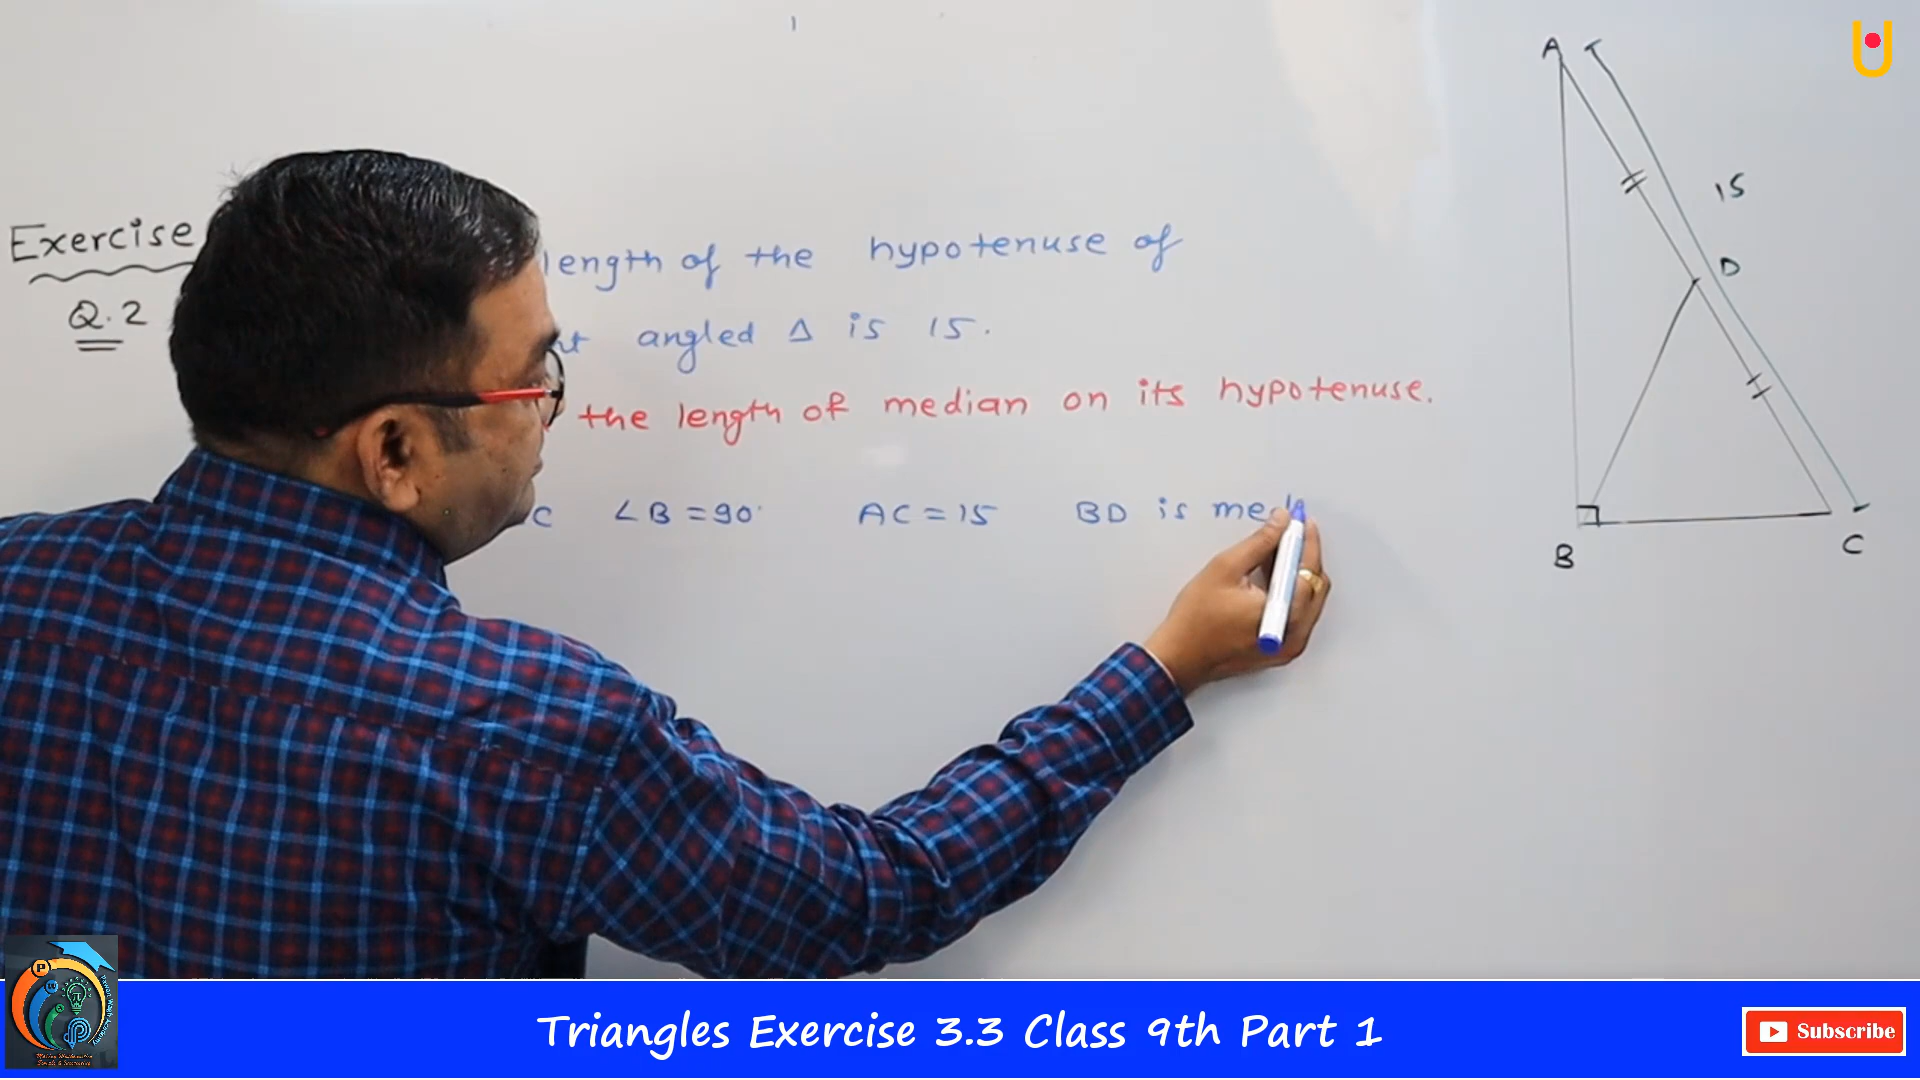 Exercise
Q.2
length of the hypotenuse of
angled Δ is 15.
the length of median on its hypotenuse.
C ∠B = 90° AC = 15 BD is med
A
15
D
B
C
Triangles Exercise 3.3 Class 9th Part 1
Subscribe